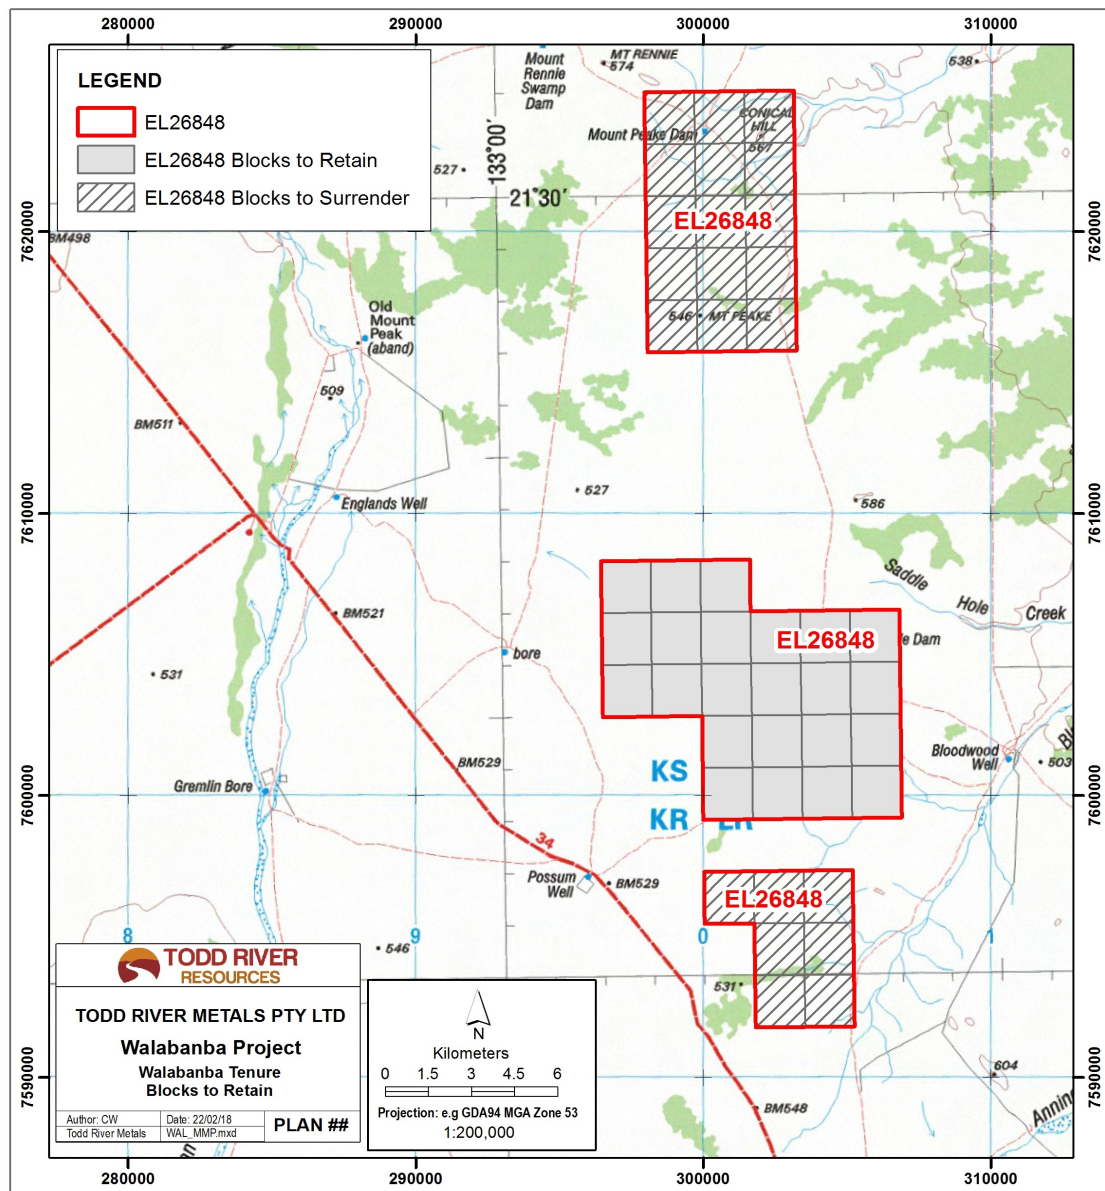 280000
290000
300000
310000
LEGEND
EL26848
EL26848 Blocks to Retain
EL26848 Blocks to Surrender
Mount
Rennie
Swamp
Dam
MT RENNIE
574
538
133°00′
21°30′
527
Mount Peake Dam
CONICAL
HILL
567
EL26848
546 MT PEAKE
7620000
7620000
BM498
Old
Mount
Peak
(aband)
509
BM511
Englands Well
527
586
7610000
7610000
Saddle
Hole
Creek
BM521
bore
531
EL26848
ie Dam
KS
KR
LR
Bloodwood
Well
503
BM529
Gremlin Bore
7600000
7600000
34
Possum
Well
BM529
EL26848
8
9
0
1
546
531
604
BM548
Annin
7590000
7590000
TODD RIVER
RESOURCES
TODD RIVER METALS PTY LTD
Walabanba Project
Walabanba Tenure
Blocks to Retain
Author: CW
Date: 22/02/18
Todd River Metals
WAL_MMP.mxd
PLAN ##
N
Kilometers
0 1.5 3 4.5 6
Projection: e.g GDA94 MGA Zone 53
1:200,000
280000
290000
300000
310000